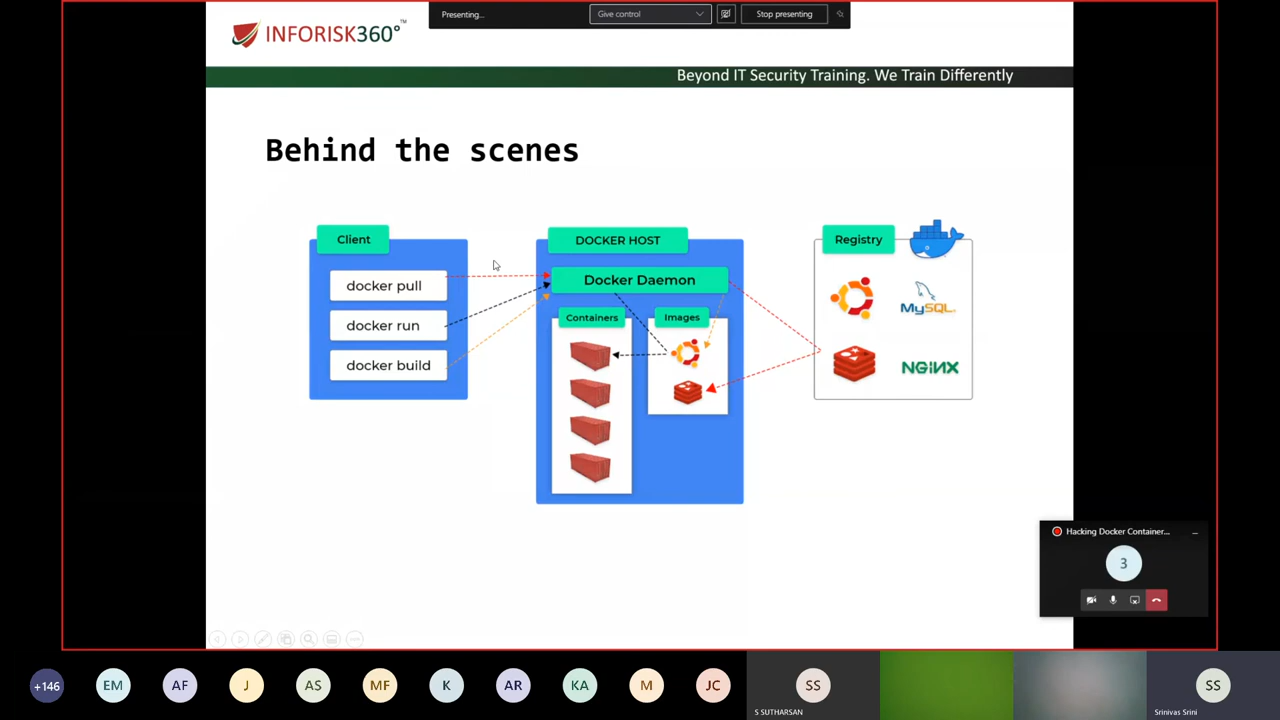 Presenting...
Give control
Stop presenting
INFORISK360°™
Beyond IT Security Training. We Train Differently
Behind the scenes
Client
docker pull
docker run
docker build
DOCKER HOST
Docker Daemon
Containers
Images
Registry
MySQL
NGINX
Hacking Docker Container...
3
+146
EM
AF
J
AS
MF
K
AR
KA
M
JC
SS
S SUTHARSAN
SS
Srinivas Srini